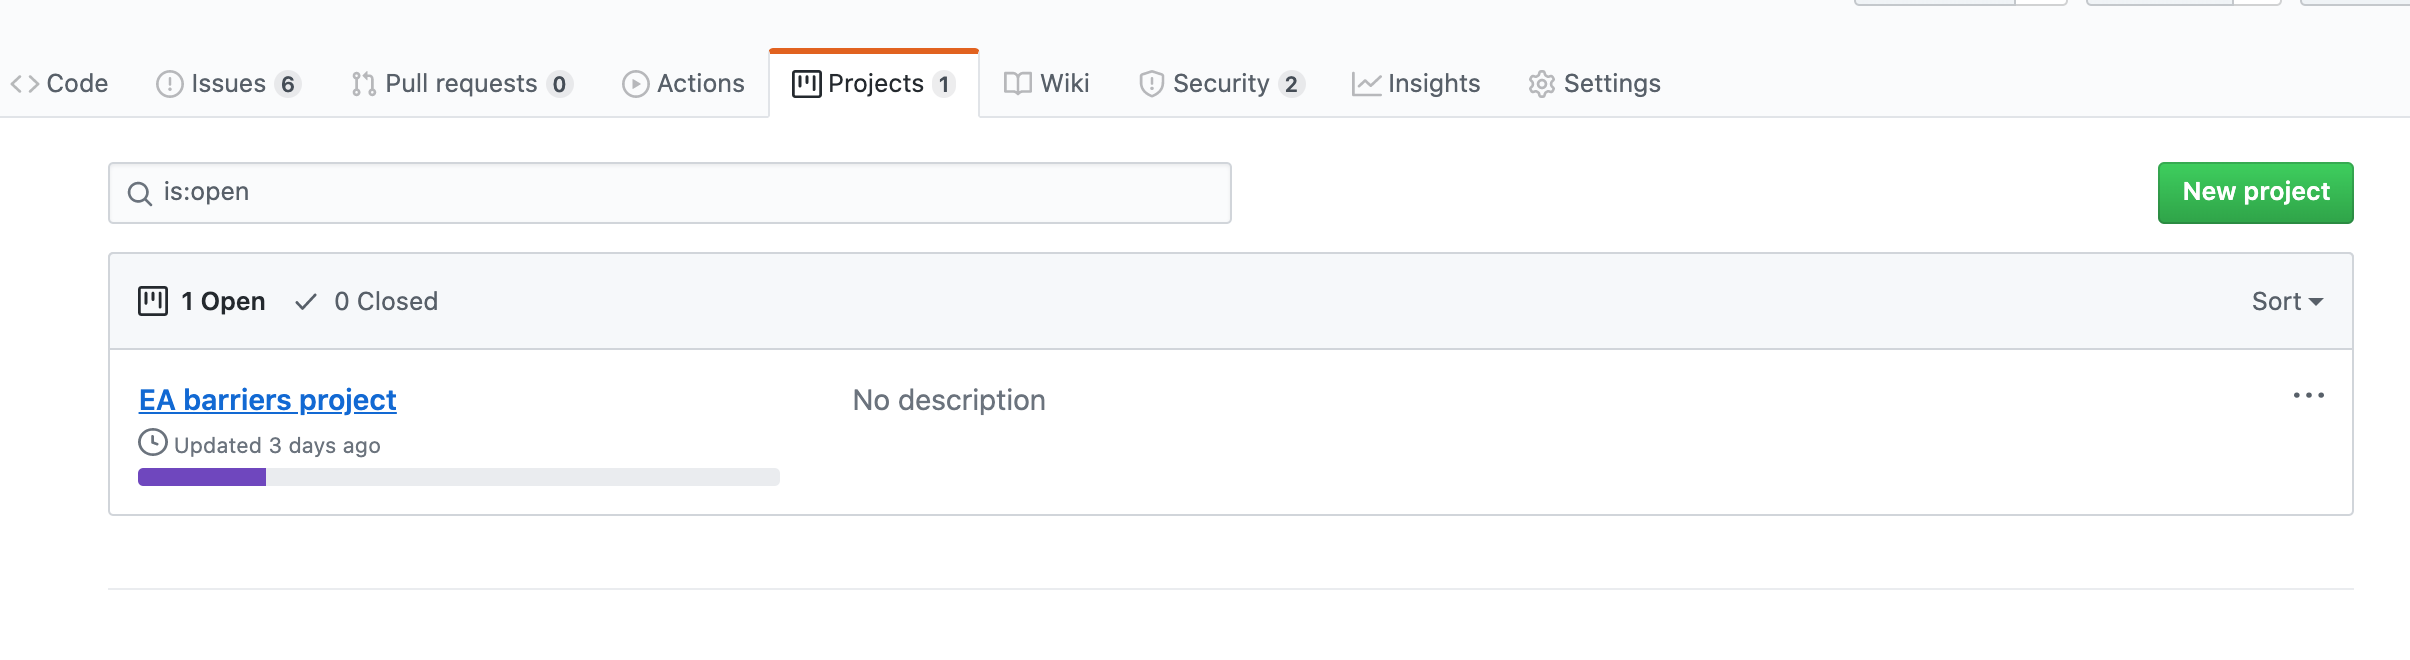 Code Issues 6 Pull requests 0 Actions Projects 1 Wiki Security 2 Insights Settings
is:open New project
1 Open 0 Closed Sort
EA barriers project No description
Updated 3 days ago